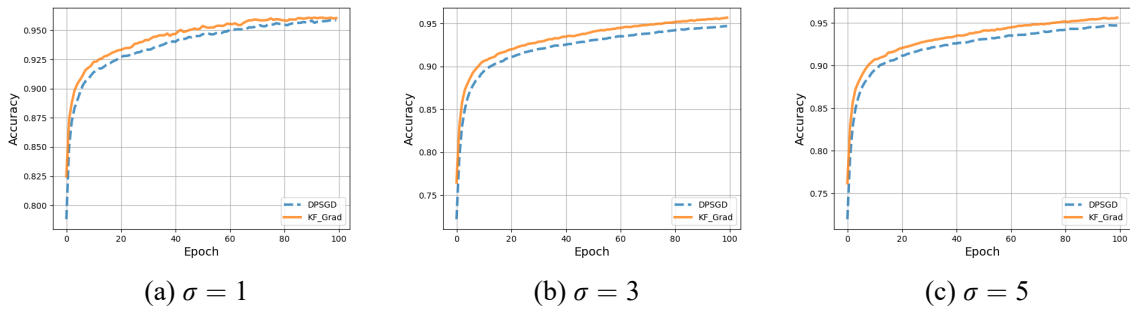 Accuracy
0.950
0.925
0.900
0.875
0.850
0.825
0.800
0 20 40 60 80 100
Epoch
DPSGD
KF_Grad
(a) σ = 1
Accuracy
0.95
0.90
0.85
0.80
0.75
0 20 40 60 80 100
Epoch
DPSGD
KF_Grad
(b) σ = 3
Accuracy
0.95
0.90
0.85
0.80
0.75
0 20 40 60 80 100
Epoch
DPSGD
KF_Grad
(c) σ = 5